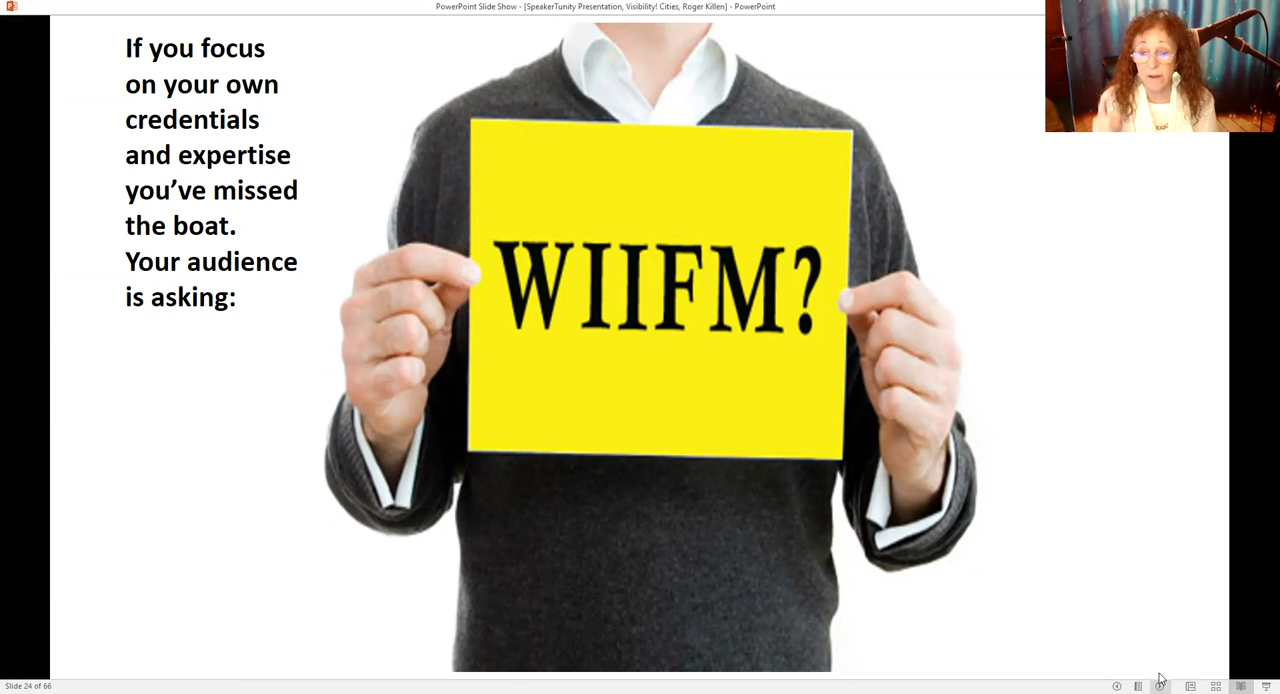 PowerPoint Slide Show - [SpeakerTunity Presentation, Visibility! Cities, Roger Killen] - PowerPoint
If you focus
on your own
credentials
and expertise
you’ve missed
the boat.
Your audience
is asking:
WIIFM?
Slide 24 of 66